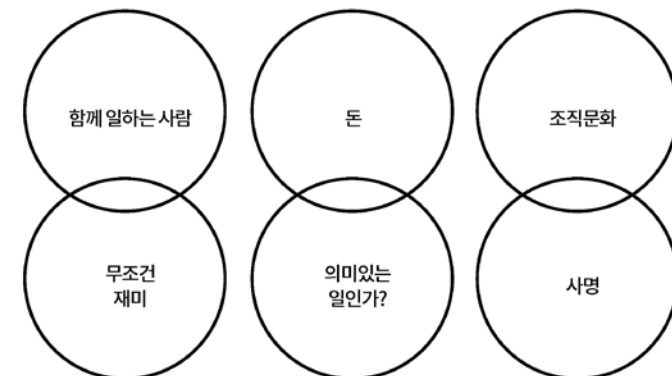 함께 일하는 사람
돈
조직문화
무조건
재미
의미있는
일인가?
사명